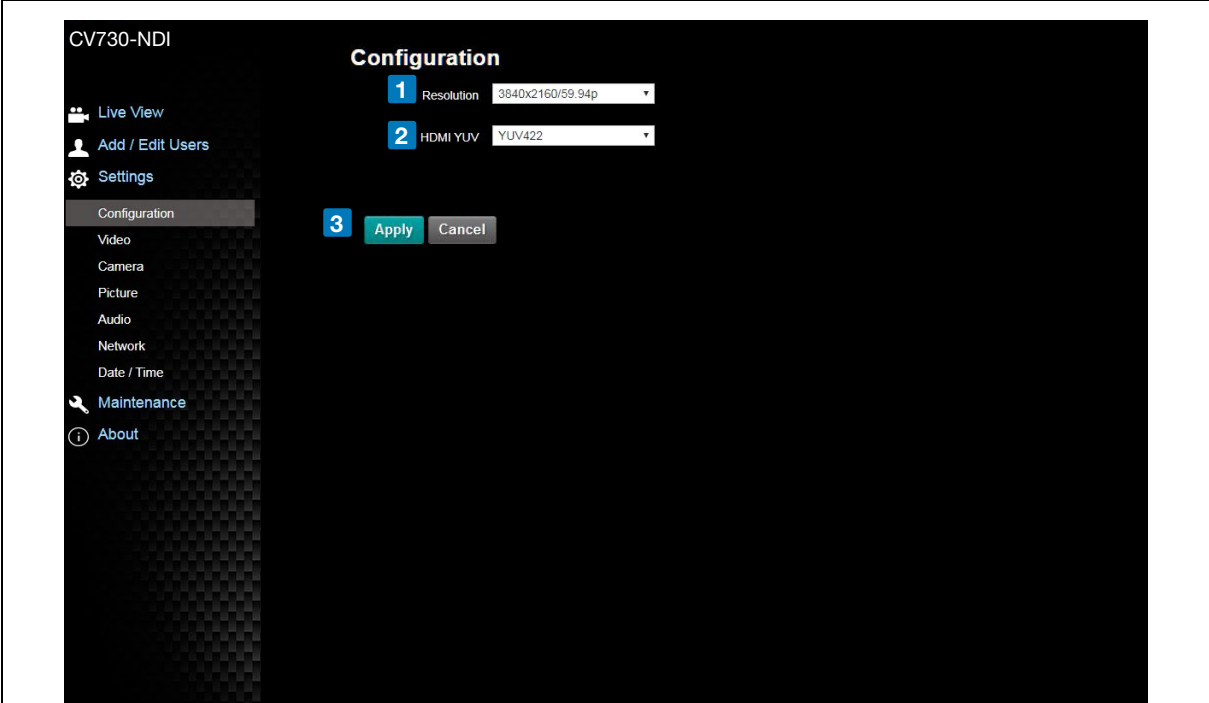 CV730-NDI
Live View
Add / Edit Users
Settings
Configuration
Video
Camera
Picture
Audio
Network
Date / Time
Maintenance
About
Configuration
1 Resolution 3840x2160/59.94p
2 HDMI YUV YUV422
3 Apply Cancel